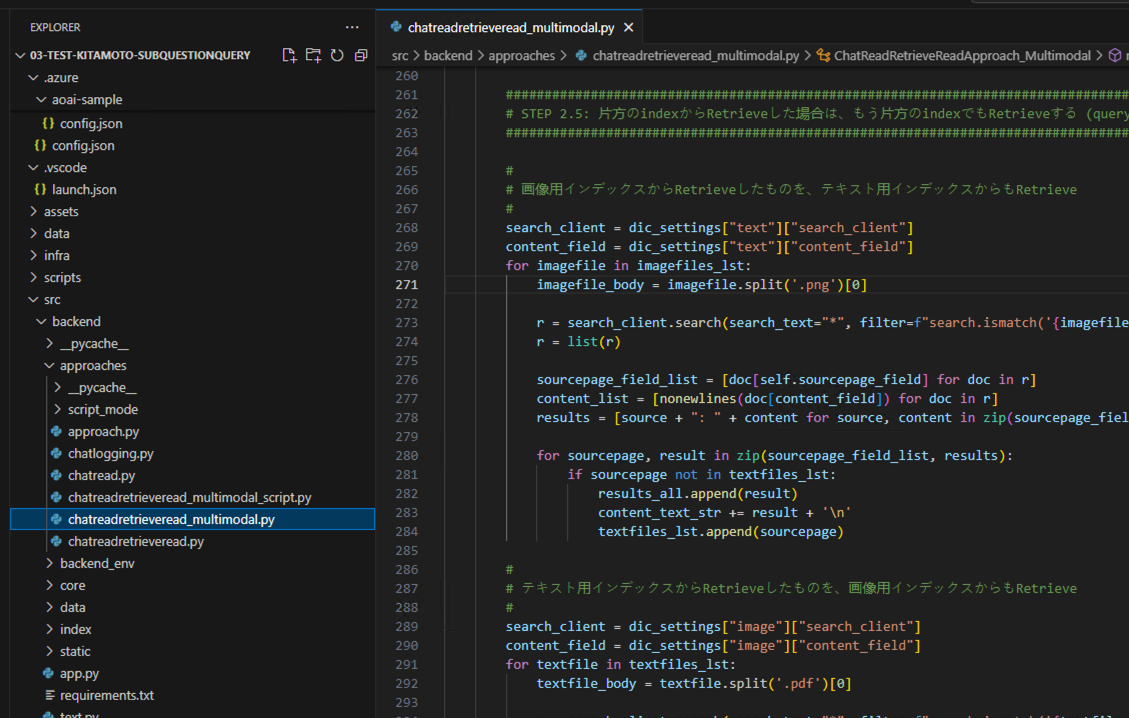 EXPLORER
···
03-TEST-KITAMOTO-SUBQUESTIONQUERY
.azure
aoai-sample
{} config.json
{} config.json
.vscode
{} launch.json
assets
data
infra
scripts
src
backend
__pycache__
approaches
__pycache__
script_mode
approach.py
chatlogging.py
chatread.py
chatreadretrieveread_multimodal_script.py
chatreadretrieveread_multimodal.py
chatreadretrieveread.py
backend_env
core
data
index
static
app.py
requirements.txt
text.py
chatreadretrieveread_multimodal.py ×
src > backend > approaches > chatreadretrieveread_multimodal.py > ChatReadRetrieveReadApproach_Multimodal >
260
261 ################################################################################
262 # STEP 2.5: 片方のindexからRetrieveした場合は、もう片方のindexでもRetrieveする (query
263 ################################################################################
264
265 #
266 # 画像用インデックスからRetrieveしたものを、テキスト用インデックスからもRetrieve
267 #
268 search_client = dic_settings["text"]["search_client"]
269 content_field = dic_settings["text"]["content_field"]
270 for imagefile in imagefiles_lst:
271 imagefile_body = imagefile.split('.png')[0]
272
273 r = search_client.search(search_text="*", filter=f"search.ismatch('{imagefile
274 r = list(r)
275
276 sourcepage_field_list = [doc[self.sourcepage_field] for doc in r]
277 content_list = [nonewlines(doc[content_field]) for doc in r]
278 results = [source + ": " + content for source, content in zip(sourcepage_fiel
279
280 for sourcepage, result in zip(sourcepage_field_list, results):
281 if sourcepage not in textfiles_lst:
282 results_all.append(result)
283 content_text_str += result + '\n'
284 textfiles_lst.append(sourcepage)
285
286 #
287 # テキスト用インデックスからRetrieveしたものを、画像用インデックスからもRetrieve
288 #
289 search_client = dic_settings["image"]["search_client"]
290 content_field = dic_settings["image"]["content_field"]
291 for textfile in textfiles_lst:
292 textfile_body = textfile.split('.pdf')[0]
293